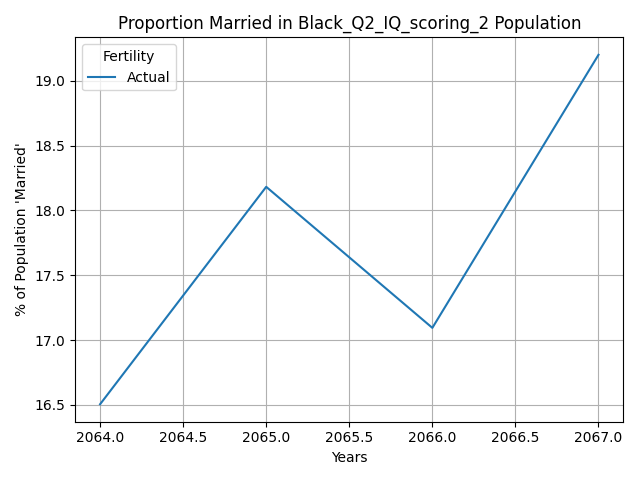 Proportion Married in Black_Q2_IQ_scoring_2 Population
Fertility
Actual
% of Population 'Married'
19.0
18.5
18.0
17.5
17.0
16.5
2064.0 2064.5 2065.0 2065.5 2066.0 2066.5 2067.0
Years